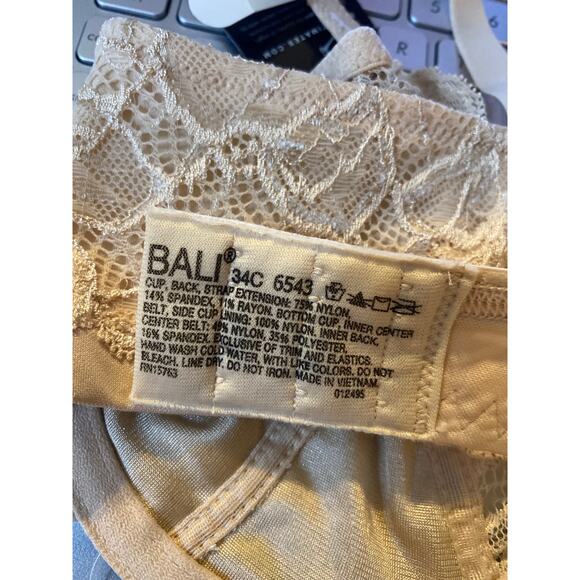 IMATES.COM
R
6
BALI® 34C 6543
CUP, BACK, STRAP EXTENSION: 75% NYLON,
14% SPANDEX, 11% RAYON. BOTTOM CUP, INNER CENTER
BELT, SIDE CUP LINING: 100% NYLON. INNER BACK,
CENTER BELT: 49% NYLON, 35% POLYESTER,
16% SPANDEX. EXCLUSIVE OF TRIM AND ELASTICS.
HAND WASH COLD WATER, WITH LIKE COLORS. DO NOT
BLEACH. LINE DRY. DO NOT IRON. MADE IN VIETNAM.
RN15763 012495